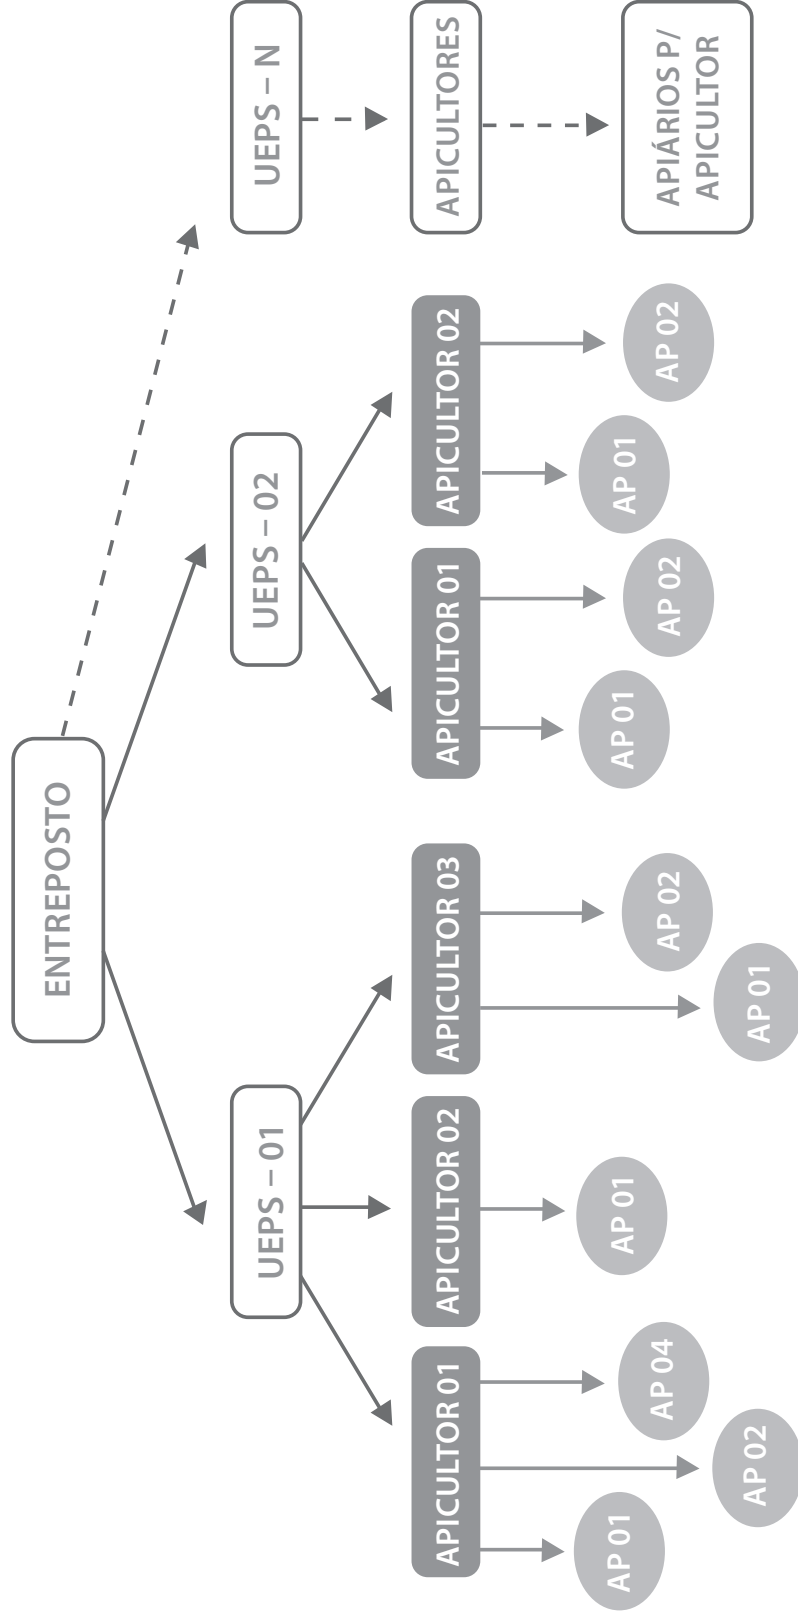 ENTREPOSTO
UEPS – 01
UEPS – 02
UEPS – N
APICULTOR 01
APICULTOR 02
APICULTOR 03
APICULTOR 01
APICULTOR 02
APICULTORES
AP 01
AP 02
AP 04
AP 01
AP 01
AP 02
AP 01
AP 02
AP 01
AP 02
APIÁRIOS P/
APICULTOR